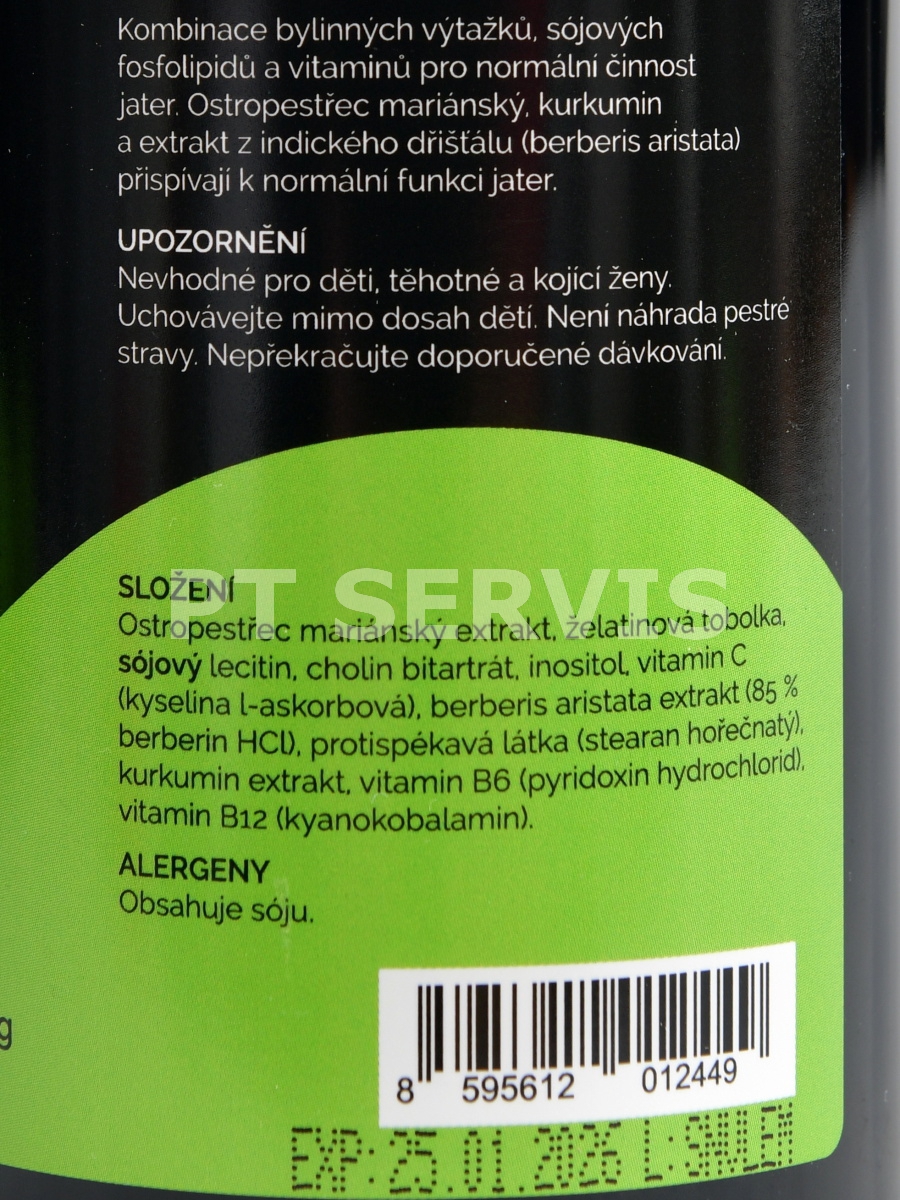 Kombinace bylinných výtažků, sójových
fosfolipidů a vitaminů pro normální činnost
jater. Ostropestřec mariánský, kurkumin
a extrakt z indického dřišťálu (berberis aristata)
přispívají k normální funkci jater.
UPOZORNĚNÍ
Nevhodné pro děti, těhotné a kojící ženy.
Uchovávejte mimo dosah dětí. Není náhrada pestré
stravy. Nepřekračujte doporučené dávkování.
SLOŽENÍ
PT SERVIS
Ostropestřec mariánský extrakt, želatinová tobolka,
sójový lecitin, cholin bitartrát, inositol, vitamin C
(kyselina l-askorbová), berberis aristata extrakt (85 %
berberin HCl), protispékavá látka (stearan hořečnatý),
kurkumin extrakt, vitamin B6 (pyridoxin hydrochlorid),
vitamin B12 (kyanokobalamin).
ALERGENY
Obsahuje sóju.
g
8 595612 012449
EXP: 25.01.2026